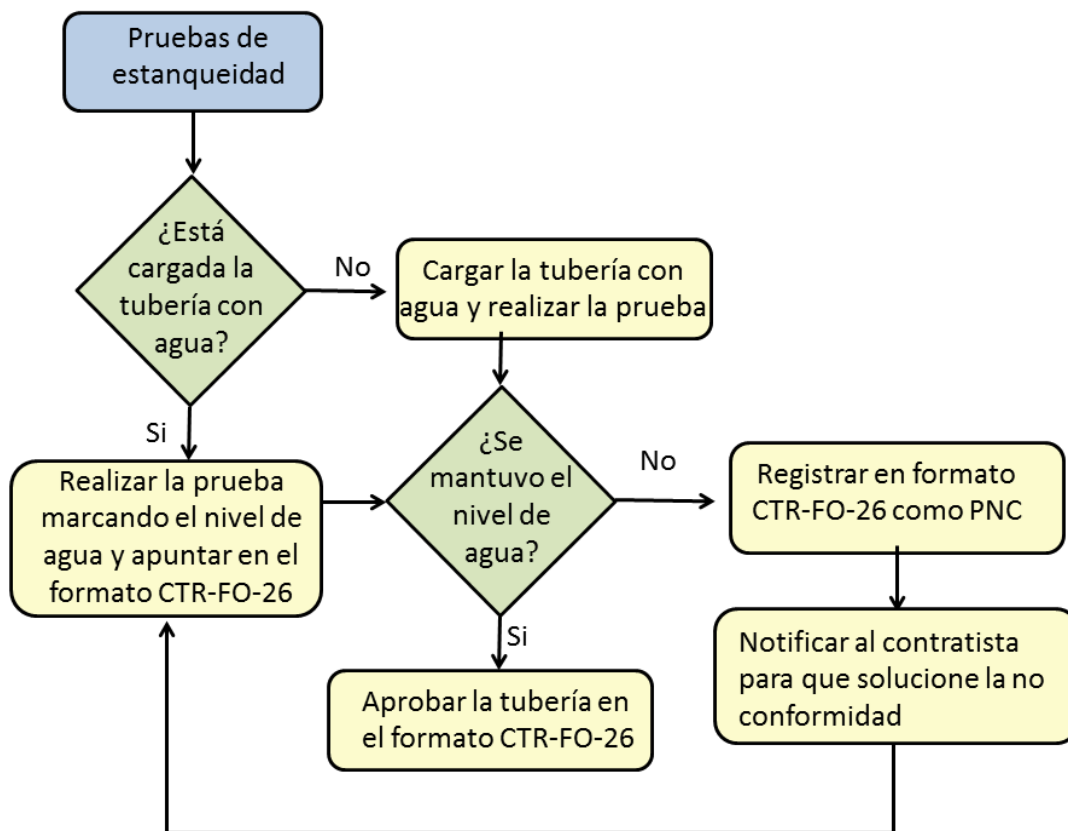 Pruebas de
estanqueidad
¿Está
cargada la
tubería con
agua?
No
Cargar la tubería con
agua y realizar la prueba
Si
Realizar la prueba
marcando el nivel de
agua y apuntar en el
formato CTR-FO-26
¿Se
mantuvo el
nivel de
agua?
No
Registrar en formato
CTR-FO-26 como PNC
Si
Aprobar la tubería en
el formato CTR-FO-26
Notificar al contratista
para que solucione la no
conformidad